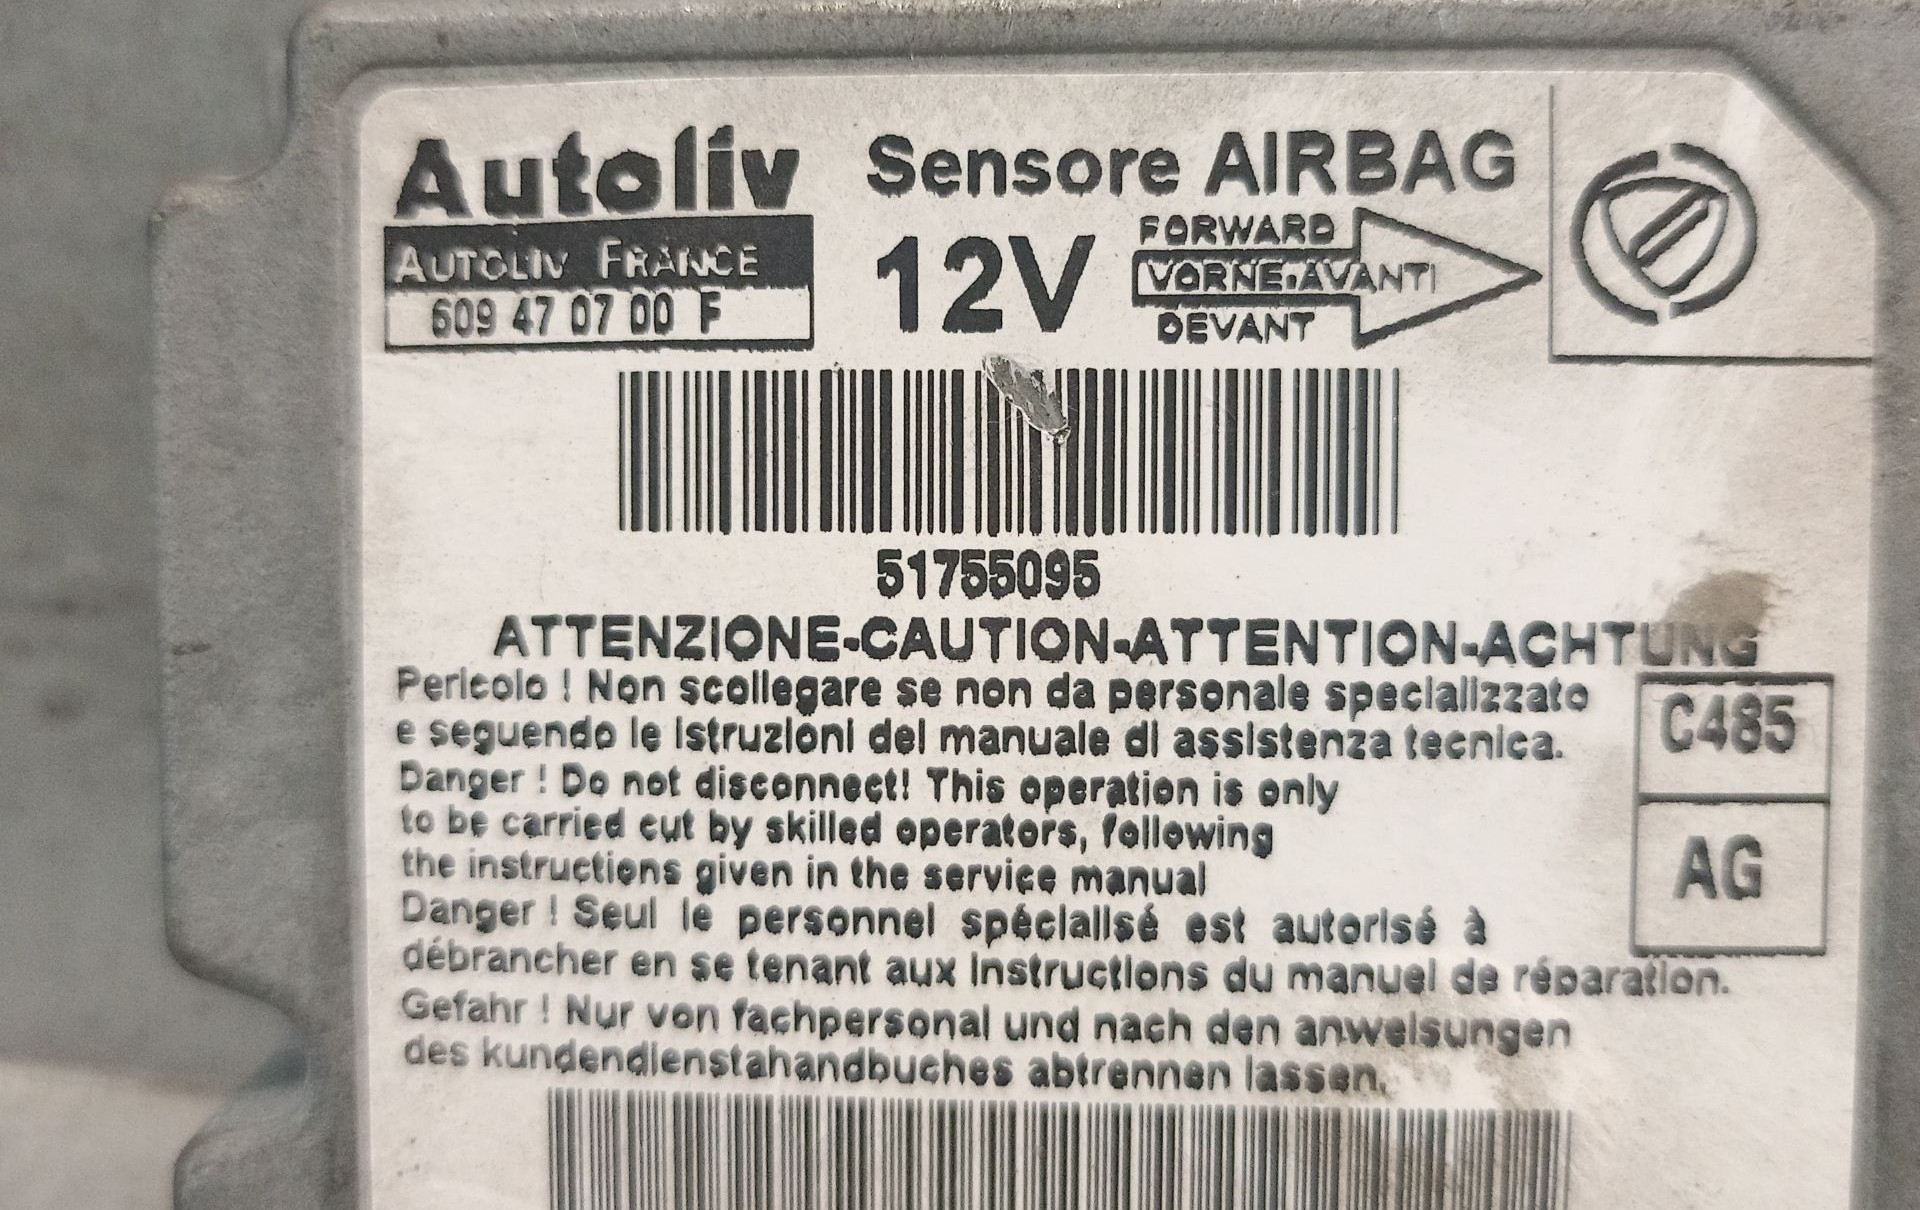 Autoliv Sensore AIRBAG
AUTOLIV FRANCE
609 47 07 00 F
12V
FORWARD
VORNE-AVANTI
DEVANT
51755095
ATTENZIONE-CAUTION-ATTENTION-ACHTUNG
Pericolo ! Non scollegare se non da personale specializzato
e seguendo le istruzioni del manuale di assistenza tecnica.
Danger ! Do not disconnect! This operation is only
to be carried out by skilled operators, following
the instructions given in the service manual
Danger ! Seul le personnel spécialisé est autorisé à
débrancher en se tenant aux instructions du manuel de réparation.
Gefahr ! Nur von fachpersonal und nach den anweisungen
des kundendienstahandbuches abtrennen lassen.
C485
AG